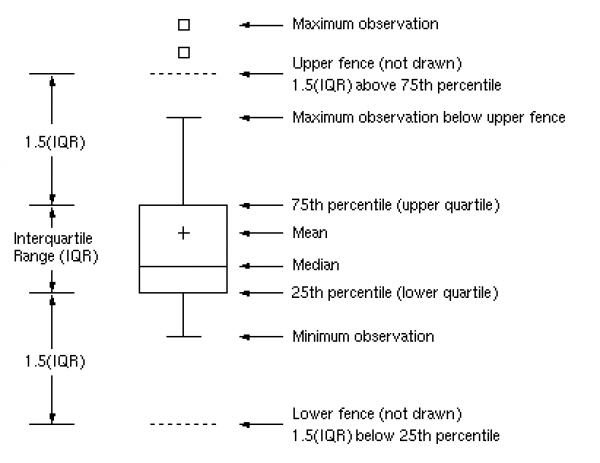 Maximum observation
Upper fence (not drawn)
1.5(IQR) above 75th percentile
Maximum observation below upper fence
1.5(IQR)
75th percentile (upper quartile)
Mean
Interquartile
Range (IQR)
Median
25th percentile (lower quartile)
Minimum observation
1.5(IQR)
Lower fence (not drawn)
1.5(IQR) below 25th percentile